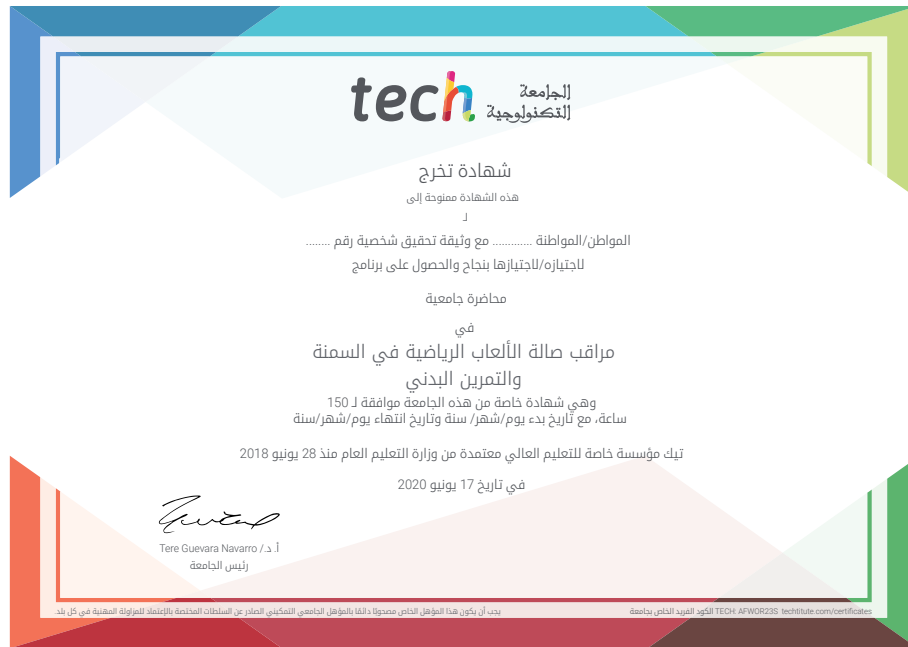 tech الجامعة
التكنولوجية
شهادة تخرج
هذه الشهادة ممنوحة إلى
لـ
المواطن/المواطنة ............. مع وثيقة تحقيق شخصية رقم ........
لاجتيازه/لاجتيازها بنجاح والحصول على برنامج
محاضرة جامعية
في
مراقب صالة الألعاب الرياضية في السمنة
والتمرين البدني
وهي شهادة خاصة من هذه الجامعة موافقة لـ 150
ساعة، مع تاريخ بدء يوم/شهر/ سنة وتاريخ انتهاء يوم/شهر/سنة
تيك مؤسسة خاصة للتعليم العالي معتمدة من وزارة التعليم العام منذ 28 يونيو 2018
في تاريخ 17 يونيو 2020
أ. د./ Tere Guevara Navarro
رئيس الجامعة
يجب أن يكون هذا المؤهل الخاص مصحوبًا دائمًا بالمؤهل الجامعي التمكيني الصادر عن السلطات المختصة بالإعتماد للمزاولة المهنية في كل بلد.
الكود الفريد الخاص بجامعة TECH: AFWOR23S techtitute.com/certificates